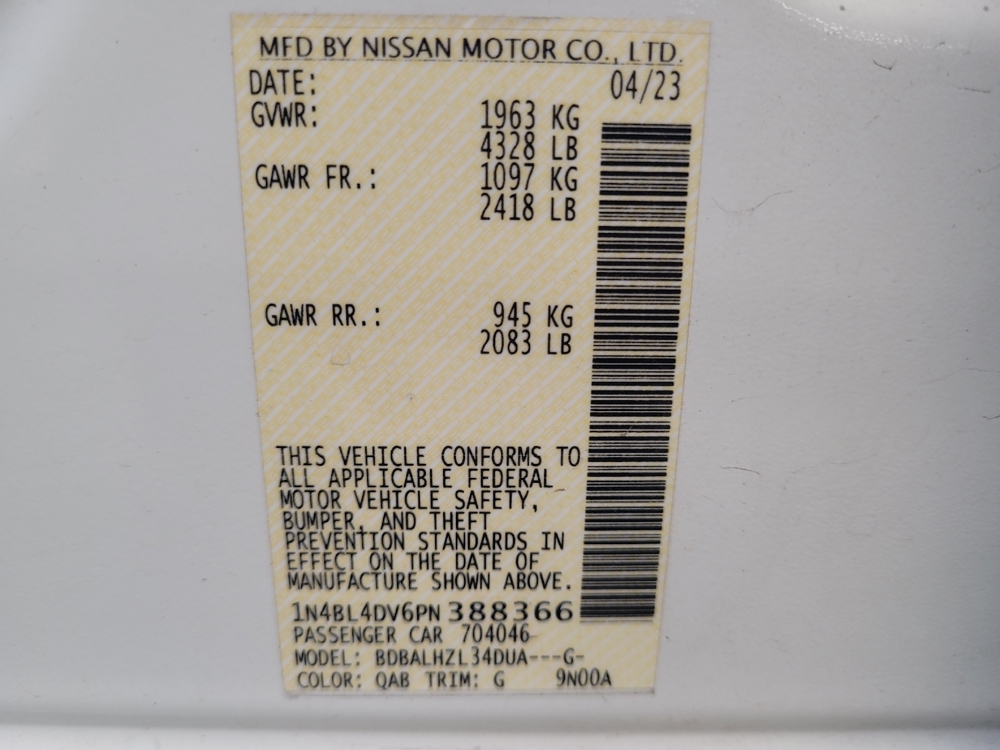 MFD BY NISSAN MOTOR CO., LTD.
DATE: 04/23
GVWR: 1963 KG
4328 LB
GAWR FR.: 1097 KG
2418 LB
GAWR RR.: 945 KG
2083 LB
THIS VEHICLE CONFORMS TO
ALL APPLICABLE FEDERAL
MOTOR VEHICLE SAFETY,
BUMPER, AND THEFT
PREVENTION STANDARDS IN
EFFECT ON THE DATE OF
MANUFACTURE SHOWN ABOVE.
1N4BL4DV6PN 388366
PASSENGER CAR 704046
MODEL: BDBALHZL34DUA---G-
COLOR: QAB TRIM: G 9N00A